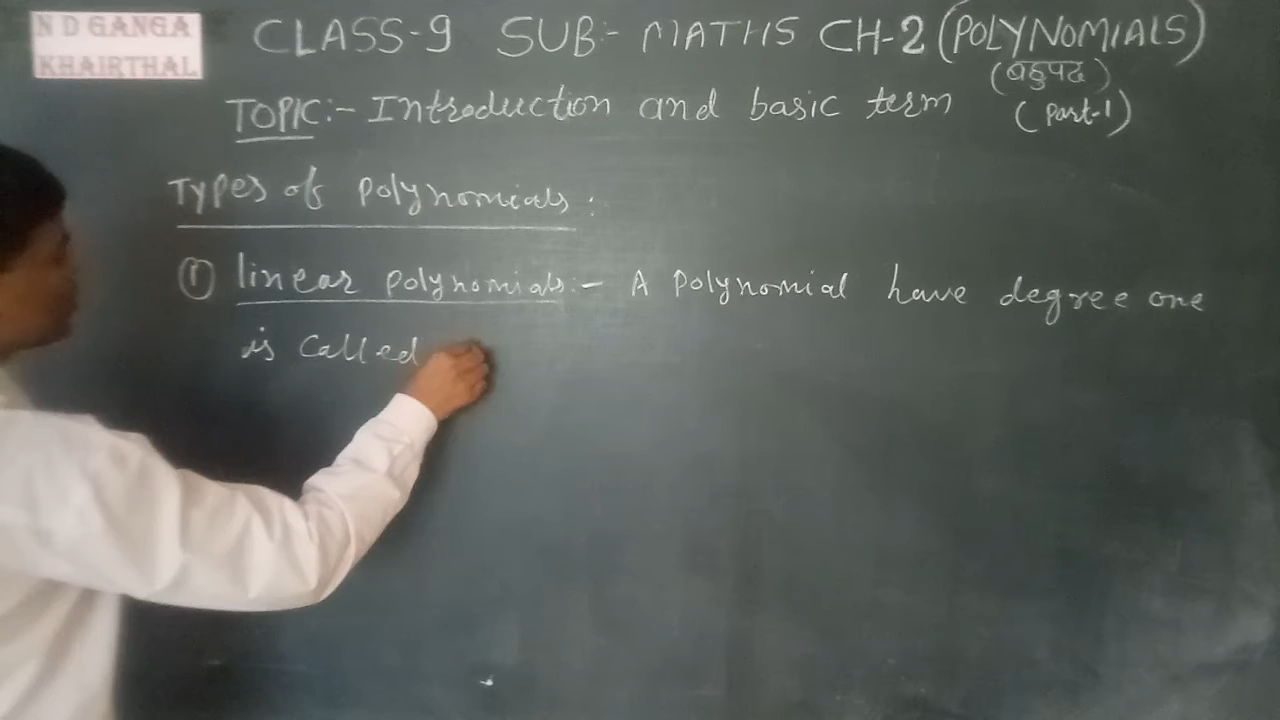 N D GANGA
KHAIRTHAL
CLASS-9 SUB:- MATHS CH-2 (POLYNOMIALS)
(बहुपद)
TOPIC:- Introduction and basic term (Part-1)
Types of Polynomials:
① linear polynomials:- A Polynomial have degree one
is Called